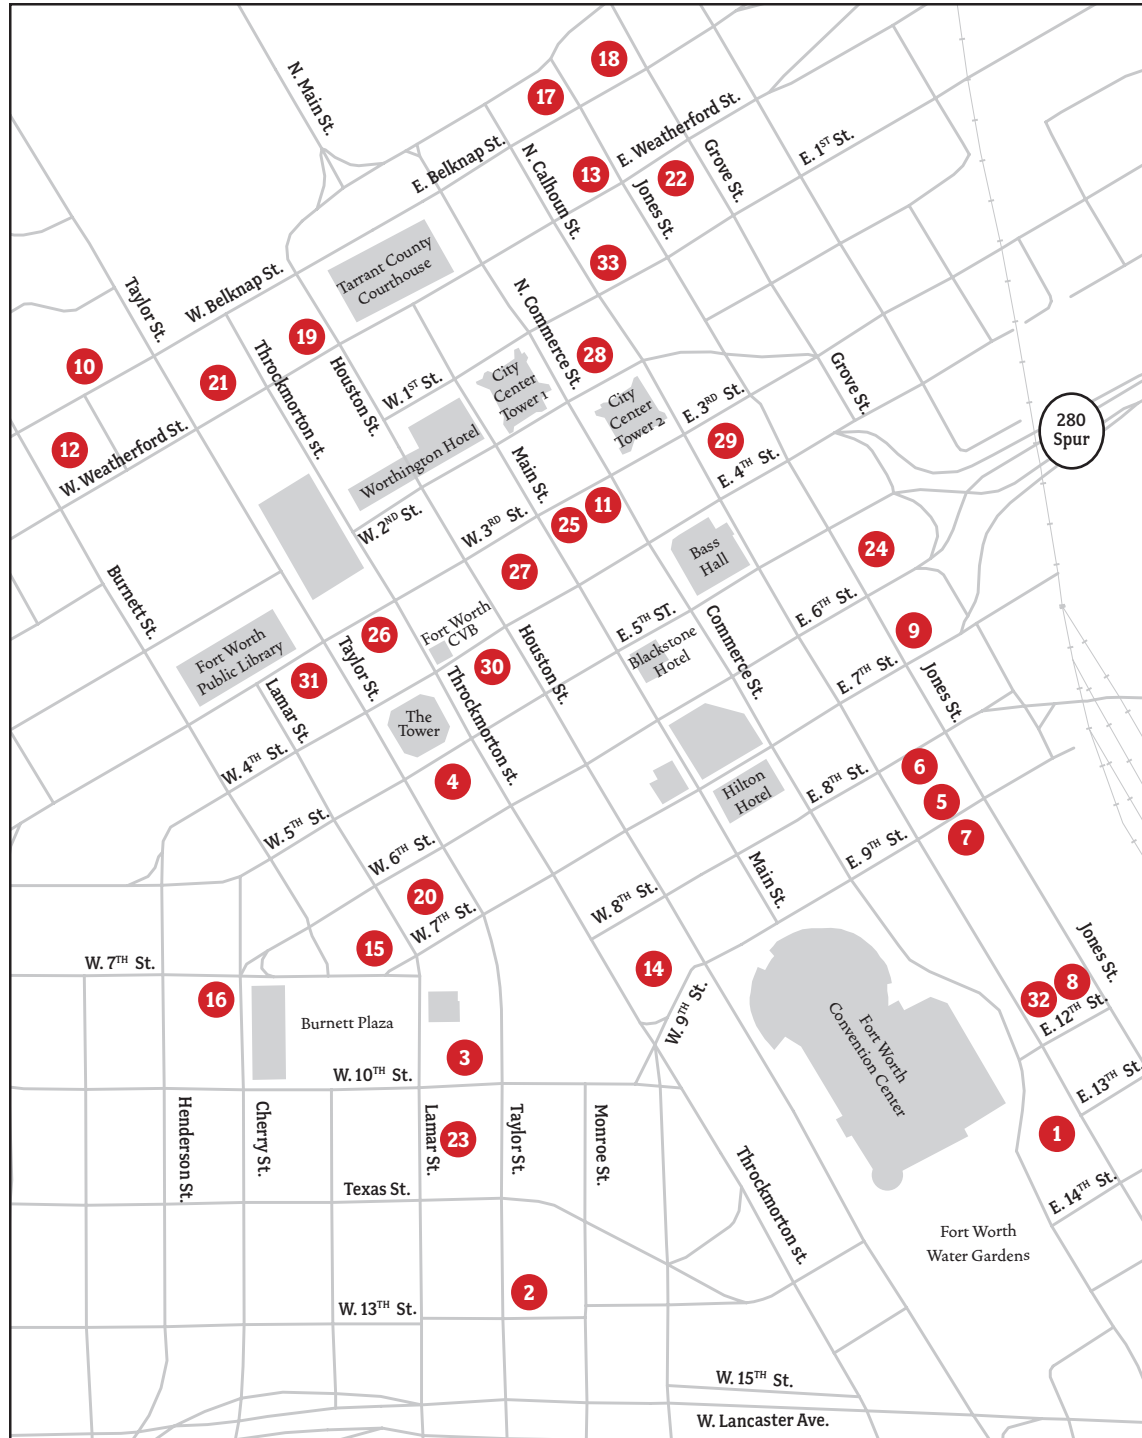 18
17
N. Main St.
E. Weatherford St.
E. 1ST St.
E. Belknap St.
N. Calhoun St.
13
22
Grove St.
Jones St.
Tarrant County
Courthouse
33
W. Belknap St.
Taylor St.
N. Commerce St.
19
10
21
Throckmorton st.
Houston St.
W. 1ST St.
City
Center
Tower 1
28
City
Center
Tower 2
Grove St.
E. 3RD St.
280
Spur
12
W. Weatherford St.
Worthington Hotel
Main St.
29
E. 4TH St.
W. 2ND St.
W. 3RD St.
25
11
Bass
Hall
24
Burnett St.
27
Fort Worth
CVB
E. 5TH ST.
E. 6TH St.
Fort Worth
Public Library
26
Taylor St.
Houston St.
Blackstone
Hotel
Commerce St.
9
31
30
Lamar St.
Throckmorton st.
E. 7TH St.
Jones St.
The
Tower
W. 4TH St.
4
Hilton
Hotel
E. 8TH St.
6
5
7
W. 5TH St.
W. 6TH St.
E. 9TH St.
Main St.
20
W. 7TH St.
W. 8TH St.
15
W. 7TH St.
14
16
Burnett Plaza
W. 9TH St.
Fort Worth
Convention Center
Jones St.
8
32
E. 12TH St.
3
W. 10TH St.
E. 13TH St.
Henderson St.
Cherry St.
Lamar St.
23
Taylor St.
Monroe St.
1
Texas St.
Throckmorton st.
E. 14TH St.
Fort Worth
Water Gardens
2
W. 13TH St.
W. 15TH St.
W. Lancaster Ave.